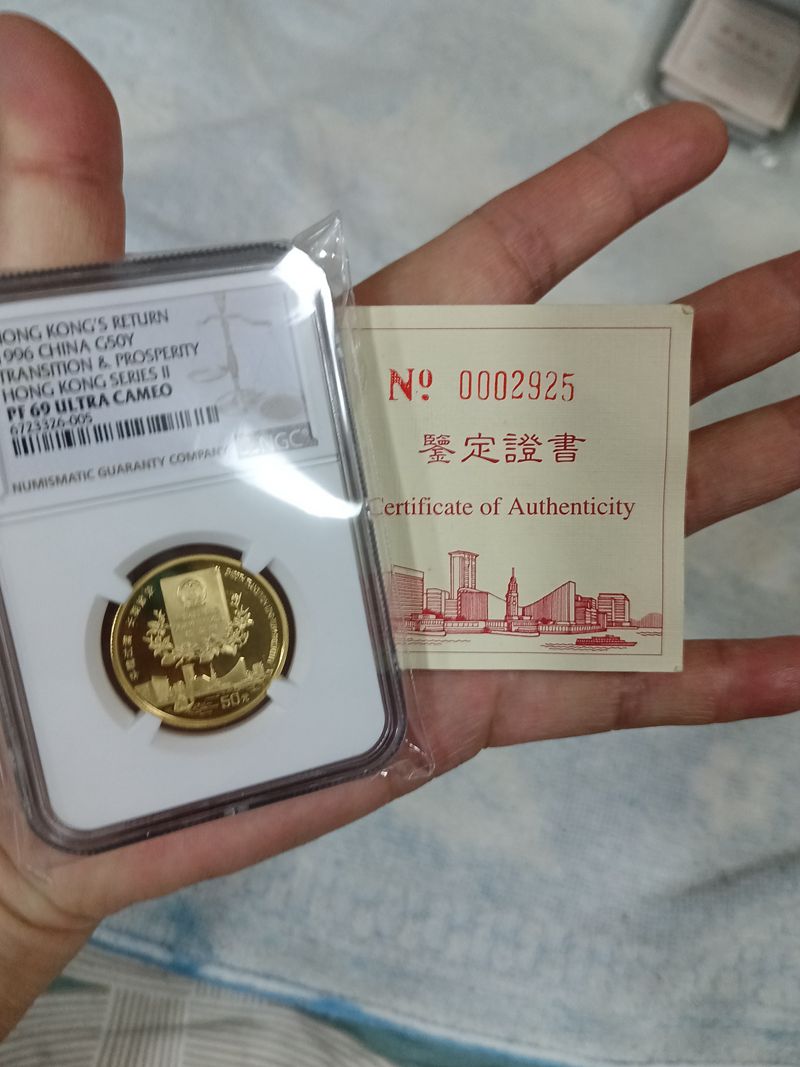 HONG KONG'S RETURN
1996 CHINA G50Y
TRANSITION & PROSPERITY
HONG KONG SERIES II
PF 69 ULTRA CAMEO
6723326-005
NGC
NUMISMATIC GUARANTY COMPANY
50元
Nº 0002925
鑒定證書
Certificate of Authenticity